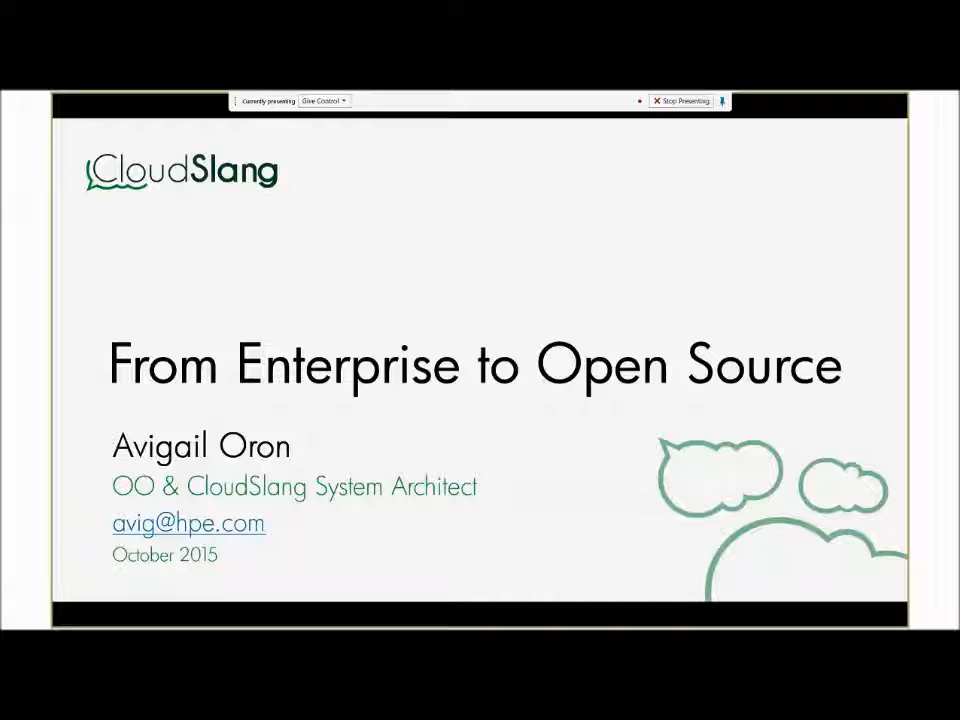 Currently presenting Give Control Stop Presenting
CloudSlang
From Enterprise to Open Source
Avigail Oron
OO & CloudSlang System Architect
avig@hpe.com
October 2015